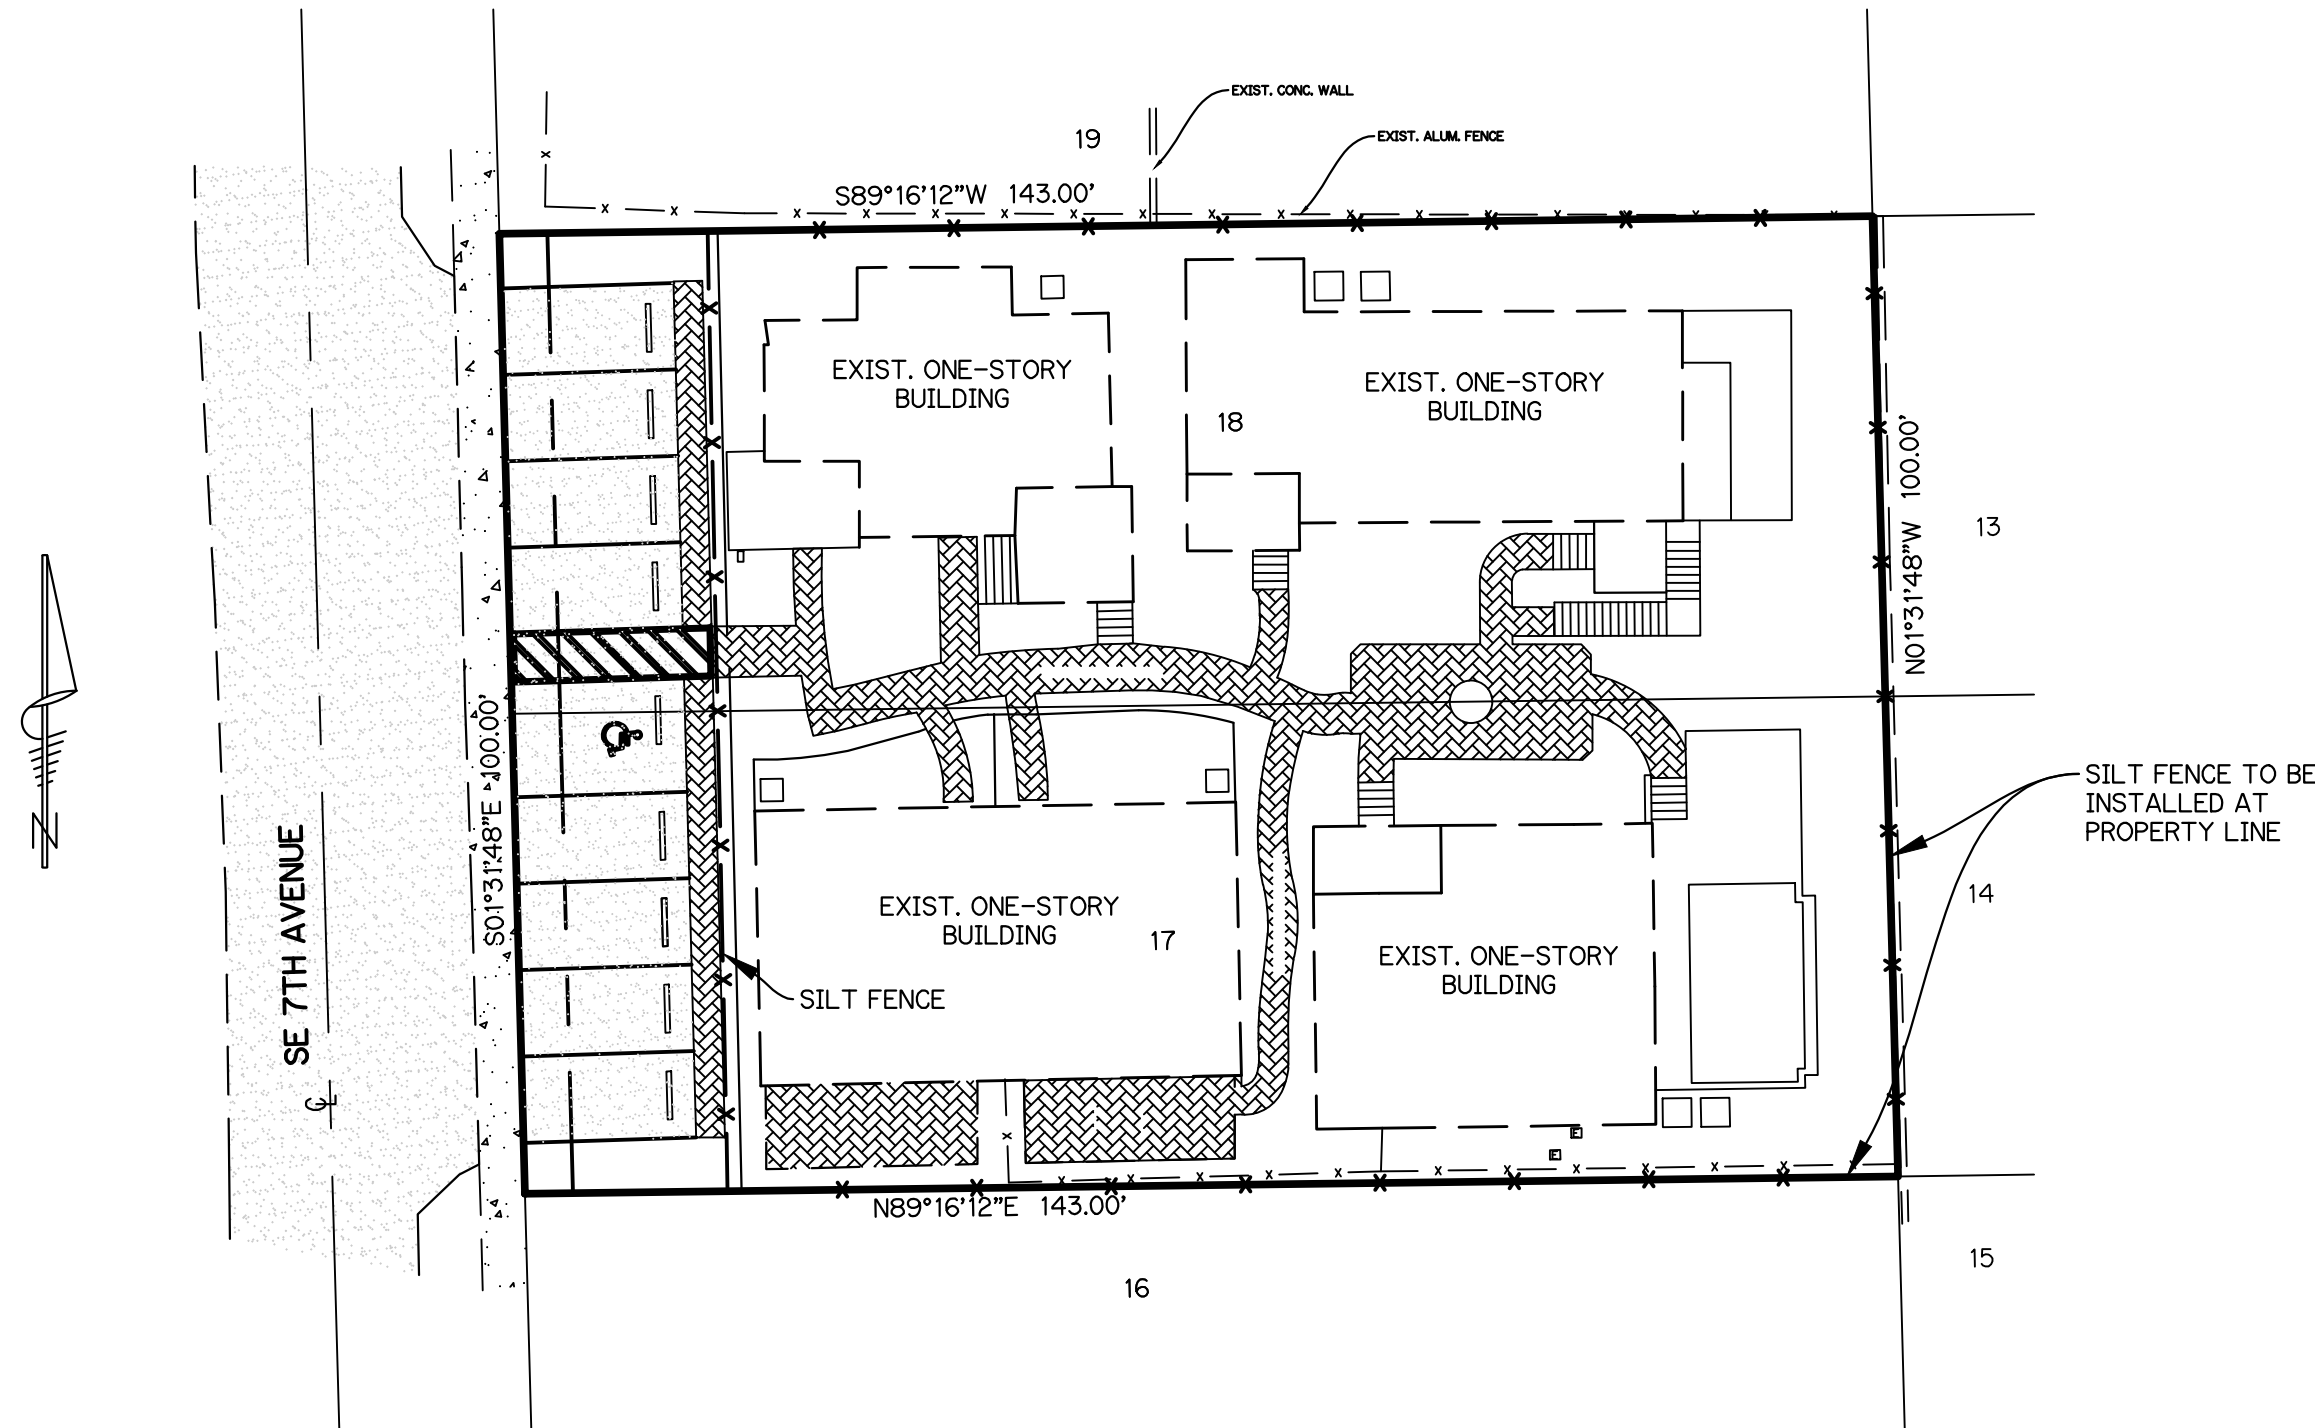 EXIST. CONC. WALL
19
EXIST. ALUM. FENCE
S89°16'12"W 143.00'
EXIST. ONE-STORY
BUILDING
EXIST. ONE-STORY
BUILDING
18
N01°31'48"W 100.00'
13
S01°31'48"E 100.00'
SILT FENCE TO BE
INSTALLED AT
PROPERTY LINE
SE 7TH AVENUE
N
14
EXIST. ONE-STORY
BUILDING
17
EXIST. ONE-STORY
BUILDING
SILT FENCE
E
E
N89°16'12"E 143.00'
15
16